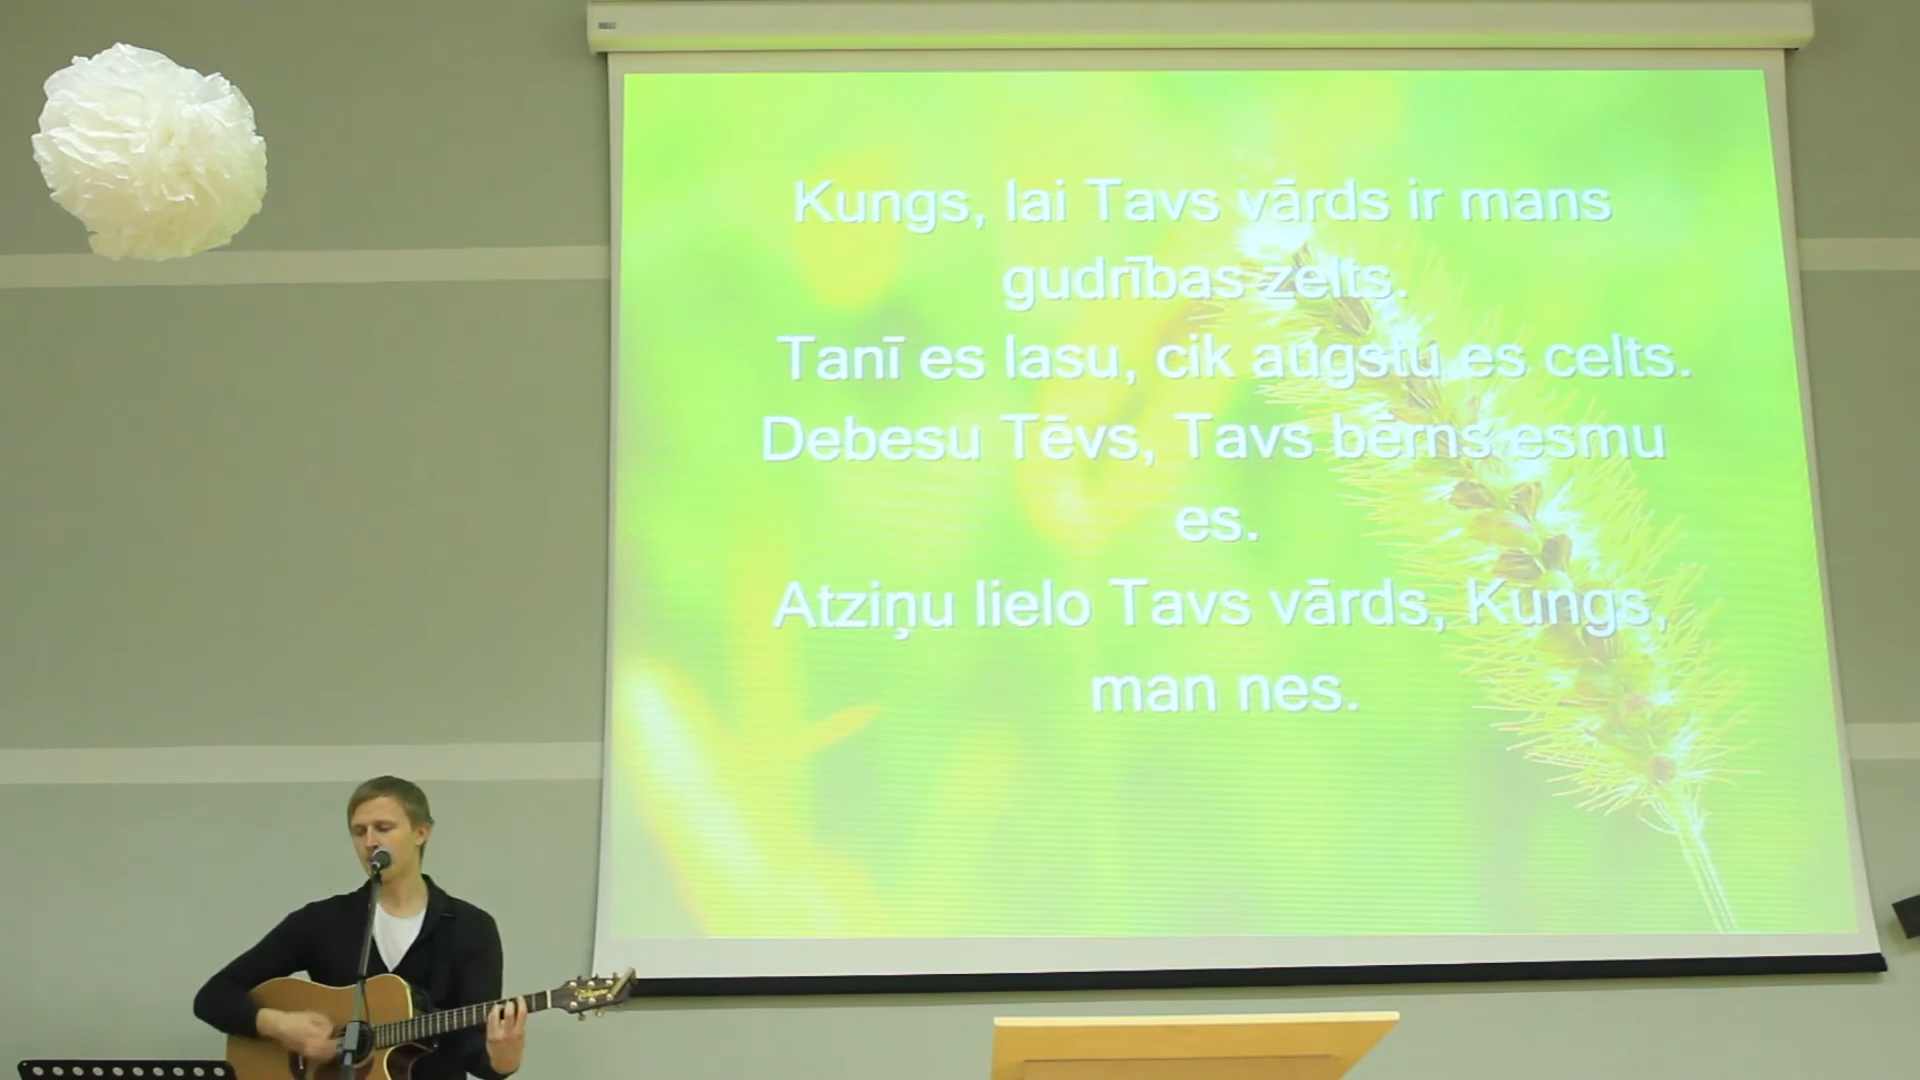 Kungs, lai Tavs vārds ir mans
gudrības zelts.
Tanī es lasu, cik augstu es celts.
Debesu Tēvs, Tavs bērns esmu
es.
Atziņu lielo Tavs vārds, Kungs,
man nes.